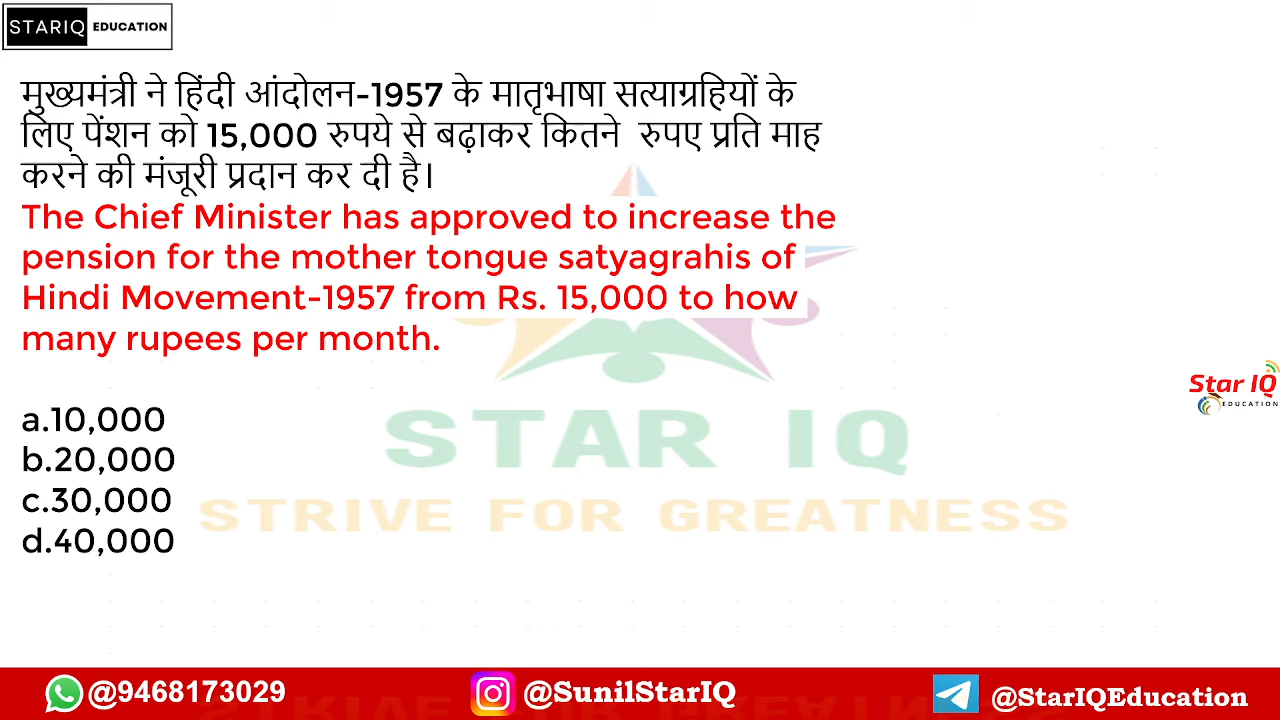 STARIQ EDUCATION
मुख्यमंत्री ने हिंदी आंदोलन-1957 के मातृभाषा सत्याग्रहियों के
लिए पेंशन को 15,000 रुपये से बढ़ाकर कितने रुपए प्रति माह
करने की मंजूरी प्रदान कर दी है।
The Chief Minister has approved to increase the
pension for the mother tongue satyagrahis of
Hindi Movement-1957 from Rs. 15,000 to how
many rupees per month.
Star IQ
EDUCATION
a.10,000
b.20,000
c.30,000
d.40,000
STAR IQ
STRIVE FOR GREATNESS
@9468173029 @SunilStarIQ @StarIQEducation